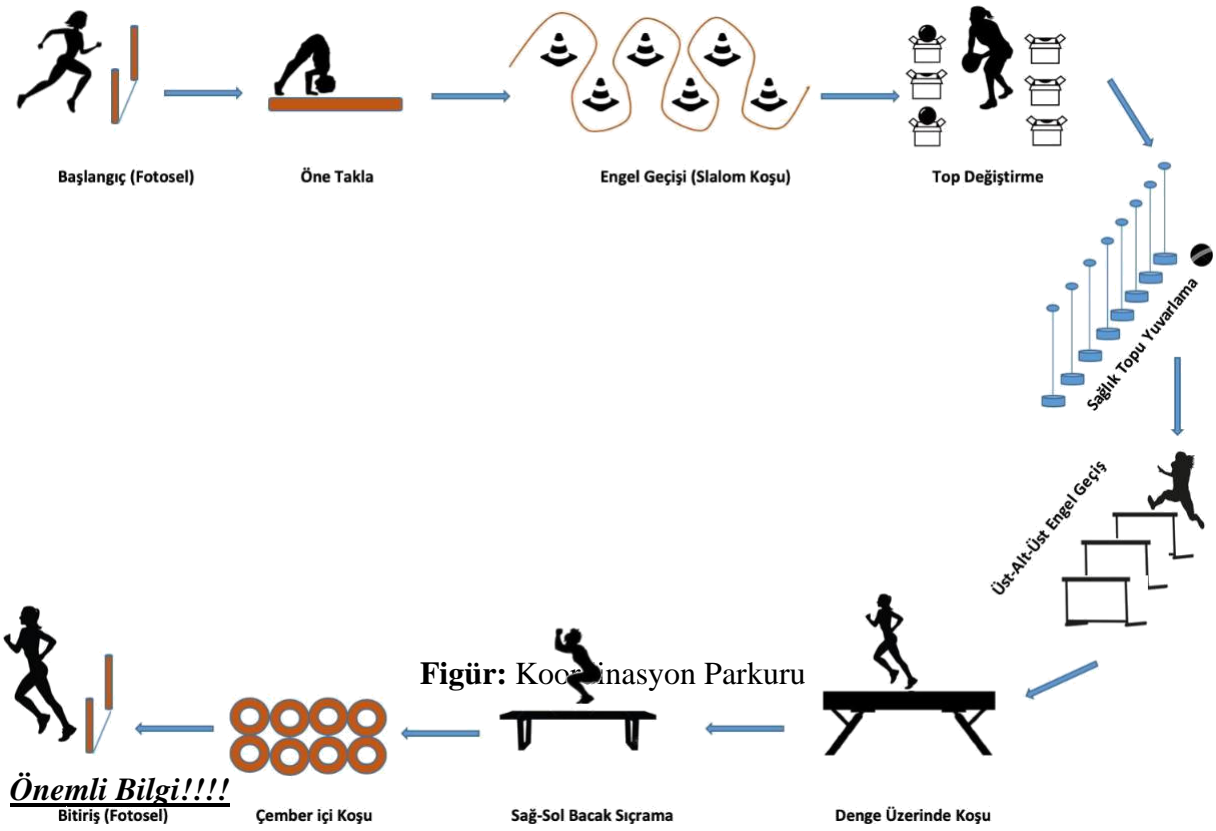 Başlangıç (Fotosel)
Öne Takla
Engel Geçişi (Slalom Koşu)
Top Değiştirme
Sağlık Topu Yuvarlama
Üst-Alt-Üst Engel Geçiş
Figür: Koordinasyon Parkuru
Önemli Bilgi!!!!
Bitiriş (Fotosel)
Çember içi Koşu
Sağ-Sol Bacak Sıçrama
Denge Üzerinde Koşu